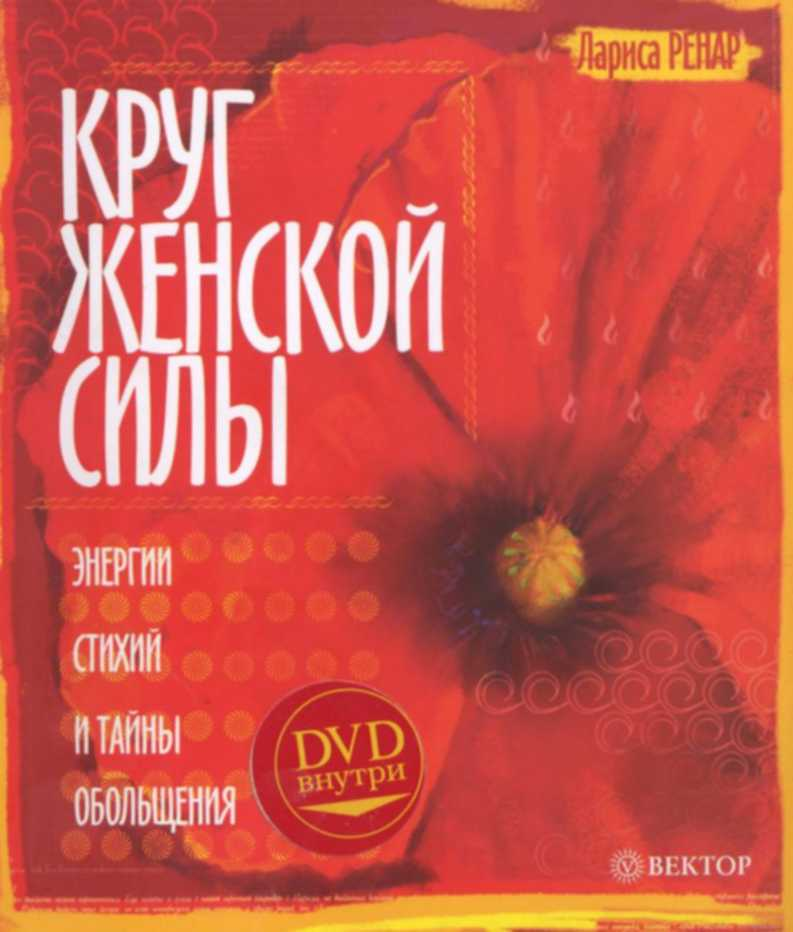 Лариса РЕНАР
КРУГ
ЖЕНСКОЙ
СИЛЫ
ЭНЕРГИИ
СТИХИЙ
И ТАЙНЫ
ОБОЛЬЩЕНИЯ
DVD
внутри
ВЕКТОР